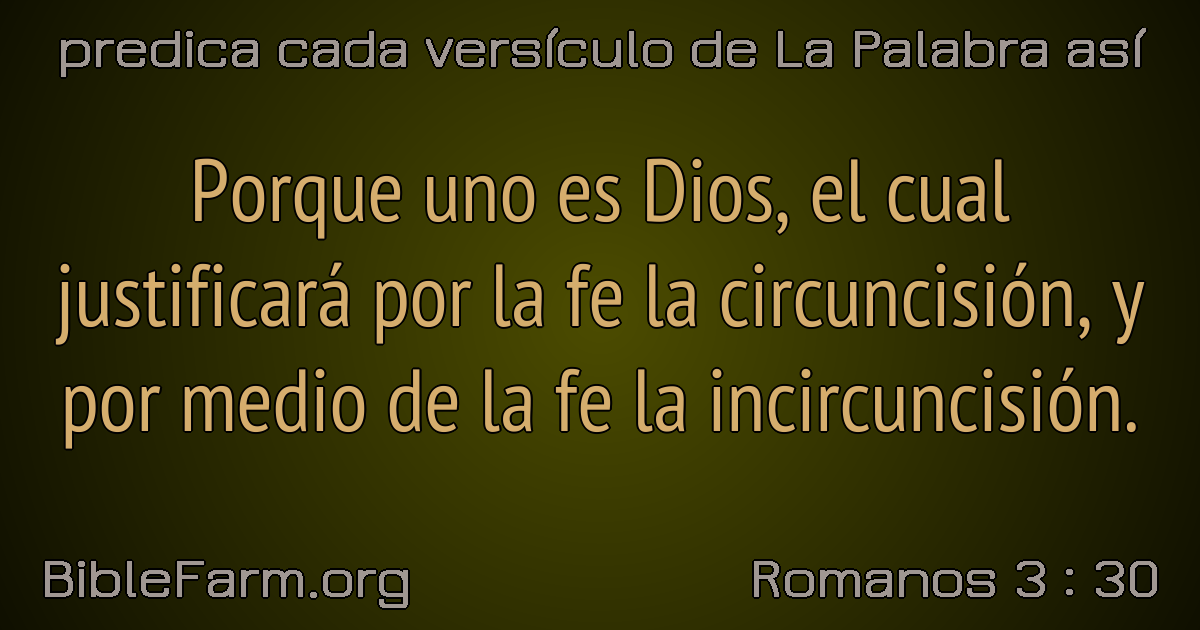 predica cada versículo de La Palabra así
Porque uno es Dios, el cual
justificará por la fe la circuncisión, y
por medio de la fe la incircuncisión.
BibleFarm.org
Romanos 3 : 30